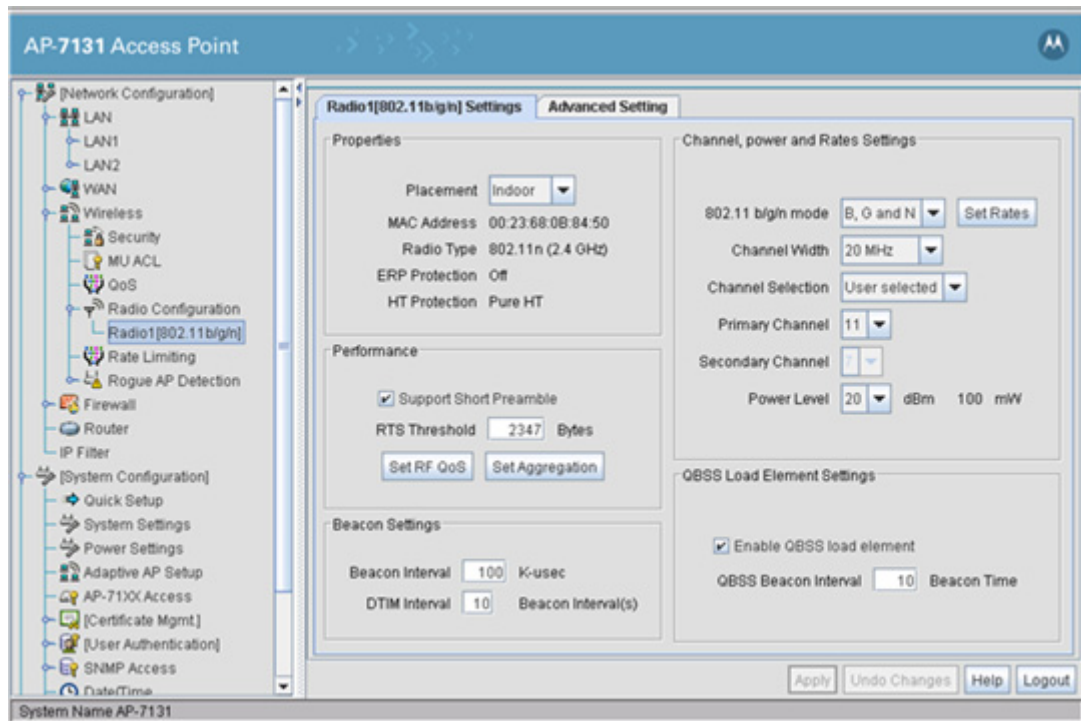 AP-7131 Access Point
[Network Configuration]
LAN
LAN1
LAN2
WAN
Wireless
Security
MU ACL
QoS
Radio Configuration
Radio1[802.11b/g/n]
Rate Limiting
Rogue AP Detection
Firewall
Router
IP Filter
[System Configuration]
Quick Setup
System Settings
Power Settings
Adaptive AP Setup
AP-71XX Access
[Certificate Mgmt.]
[User Authentication]
SNMP Access
Date/Time
Radio1[802.11b/g/n] Settings
Advanced Setting
Properties
Placement Indoor
MAC Address 00:23:68:0B:84:50
Radio Type 802.11n (2.4 GHz)
ERP Protection Off
HT Protection Pure HT
Performance
Support Short Preamble
RTS Threshold 2347 Bytes
Set RF QoS Set Aggregation
Beacon Settings
Beacon Interval 100 K-usec
DTIM Interval 10 Beacon Interval(s)
Channel, power and Rates Settings
802.11 b/g/n mode B, G and N Set Rates
Channel Width 20 MHz
Channel Selection User selected
Primary Channel 11
Secondary Channel 7
Power Level 20 dBm 100 mW
QBSS Load Element Settings
Enable QBSS load element
QBSS Beacon Interval 10 Beacon Time
Apply Undo Changes Help Logout
System Name AP-7131